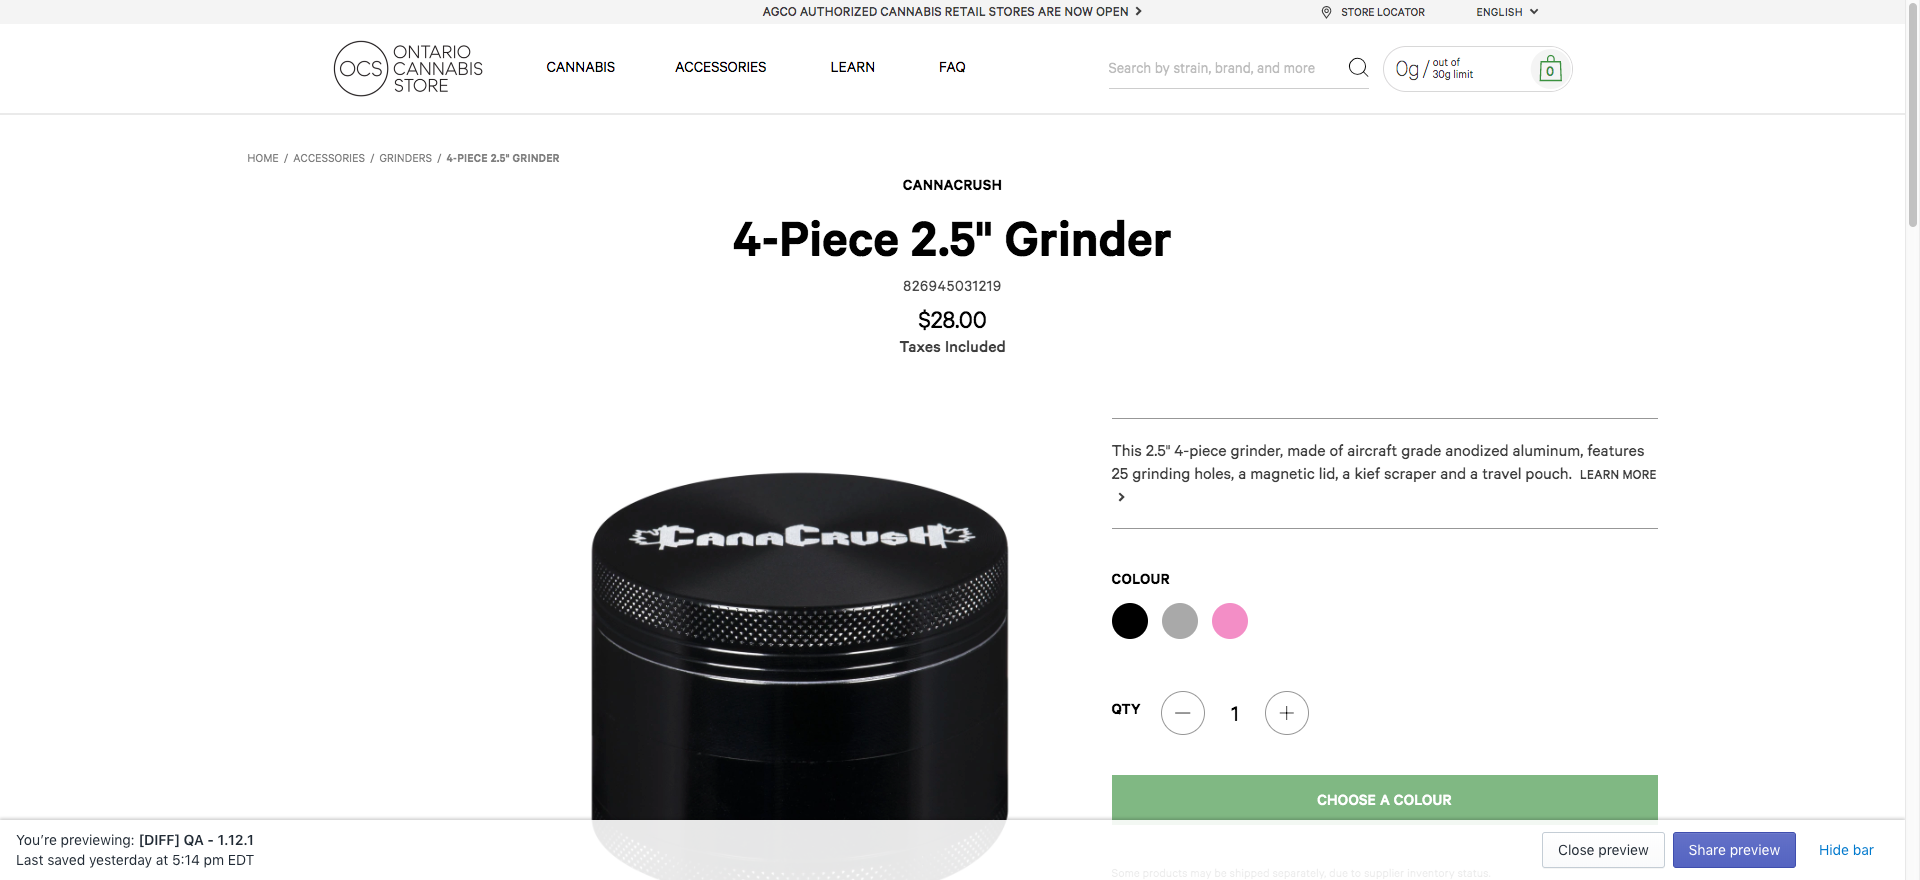 AGCO AUTHORIZED CANNABIS RETAIL STORES ARE NOW OPEN
STORE LOCATOR
ENGLISH
OCS
ONTARIO
CANNABIS
STORE
CANNABIS
ACCESSORIES
LEARN
FAQ
Search by strain, brand, and more
0g / out of
30g limit
0
HOME / ACCESSORIES / GRINDERS / 4-PIECE 2.5" GRINDER
CANNACRUSH
4-Piece 2.5" Grinder
826945031219
$28.00
Taxes Included
This 2.5" 4-piece grinder, made of aircraft grade anodized aluminum, features
25 grinding holes, a magnetic lid, a kief scraper and a travel pouch. LEARN MORE
CANACRUSH
COLOUR
QTY
1
CHOOSE A COLOUR
Some products may be shipped separately, due to supplier inventory status.
You're previewing: [DIFF] QA - 1.12.1
Last saved yesterday at 5:14 pm EDT
Close preview
Share preview
Hide bar